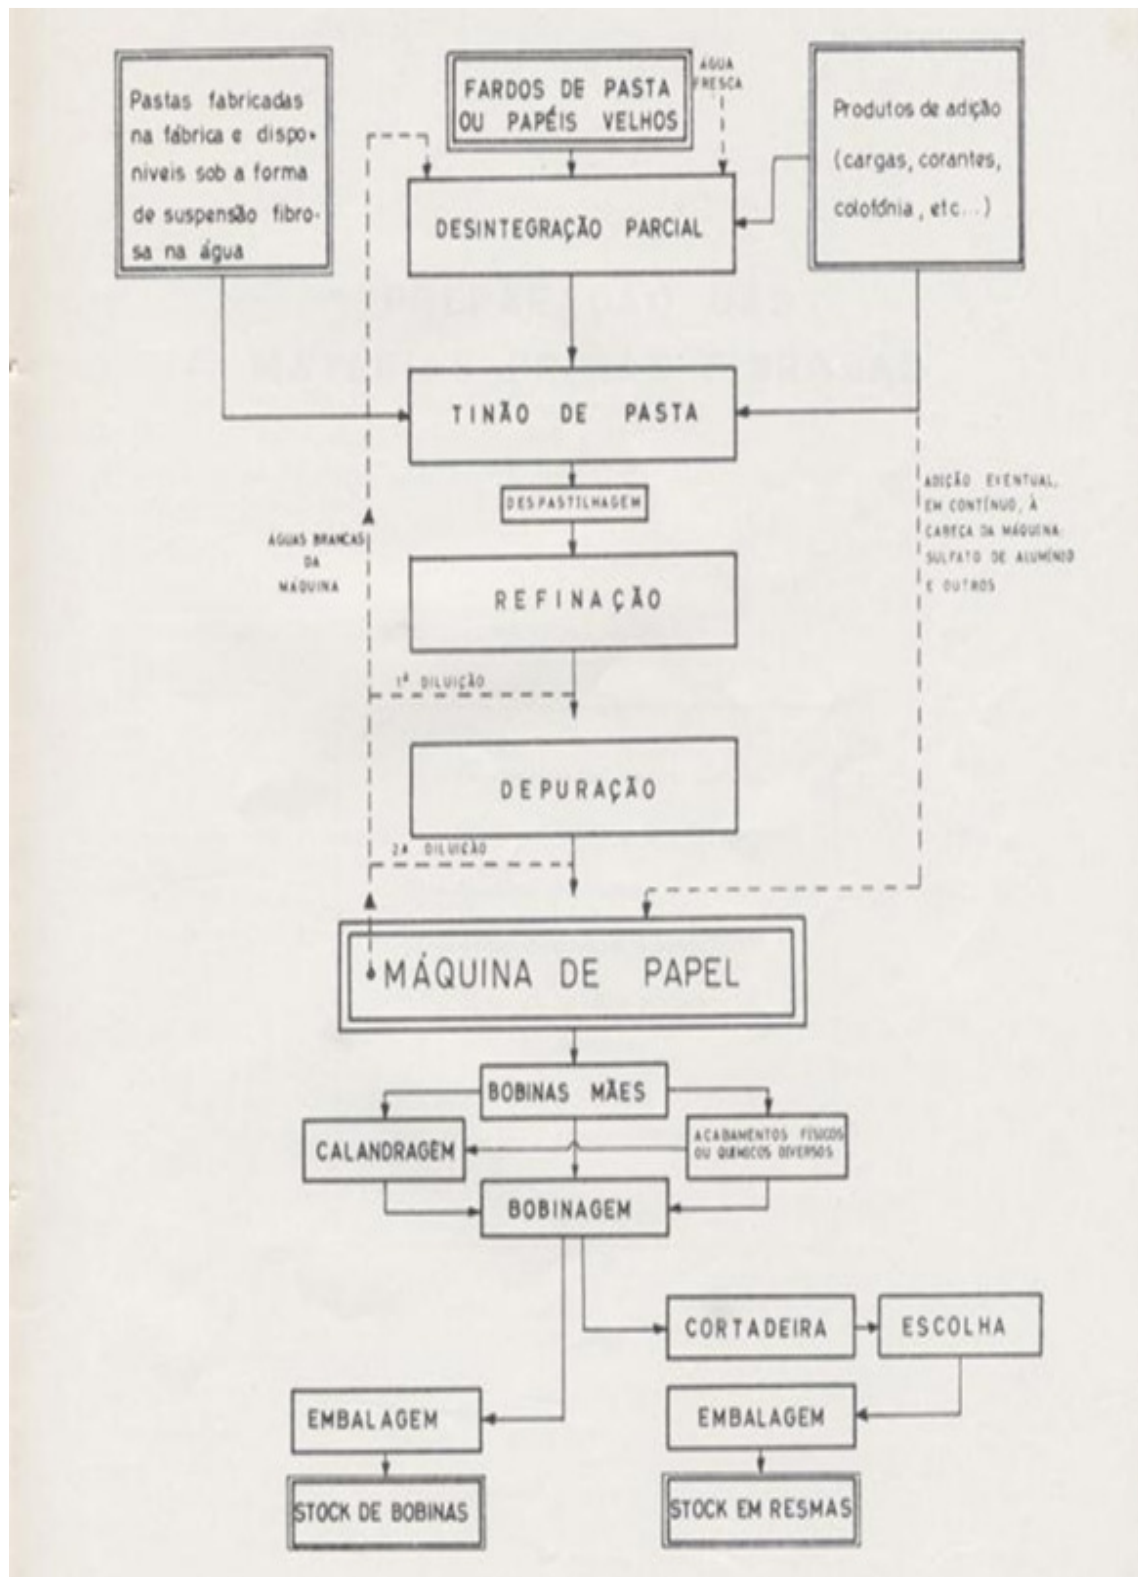 Pastas fabricadas
na fábrica e dispo-
níveis sob a forma
de suspensão fibro-
sa na água
FARDOS DE PASTA
OU PAPÉIS VELHOS
ÁGUA
FRESCA
Produtos de adição
(cargas, corantes,
colofónia, etc...)
DESINTEGRAÇÃO PARCIAL
TINÃO DE PASTA
DESPASTILHAGEM
ADIÇÃO EVENTUAL,
EM CONTÍNUO, À
CABEÇA DA MÁQUINA:
SULFATO DE ALUMÍNIO
E OUTROS
ÁGUAS BRANCAS
DA
MÁQUINA
REFINAÇÃO
1ª DILUIÇÃO
DEPURAÇÃO
2ª DILUIÇÃO
MÁQUINA DE PAPEL
BOBINAS MÃES
CALANDRAGEM
ACABAMENTOS FÍSICOS
OU QUÍMICOS DIVERSOS
BOBINAGEM
CORTADEIRA
ESCOLHA
EMBALAGEM
EMBALAGEM
STOCK DE BOBINAS
STOCK EM RESMAS